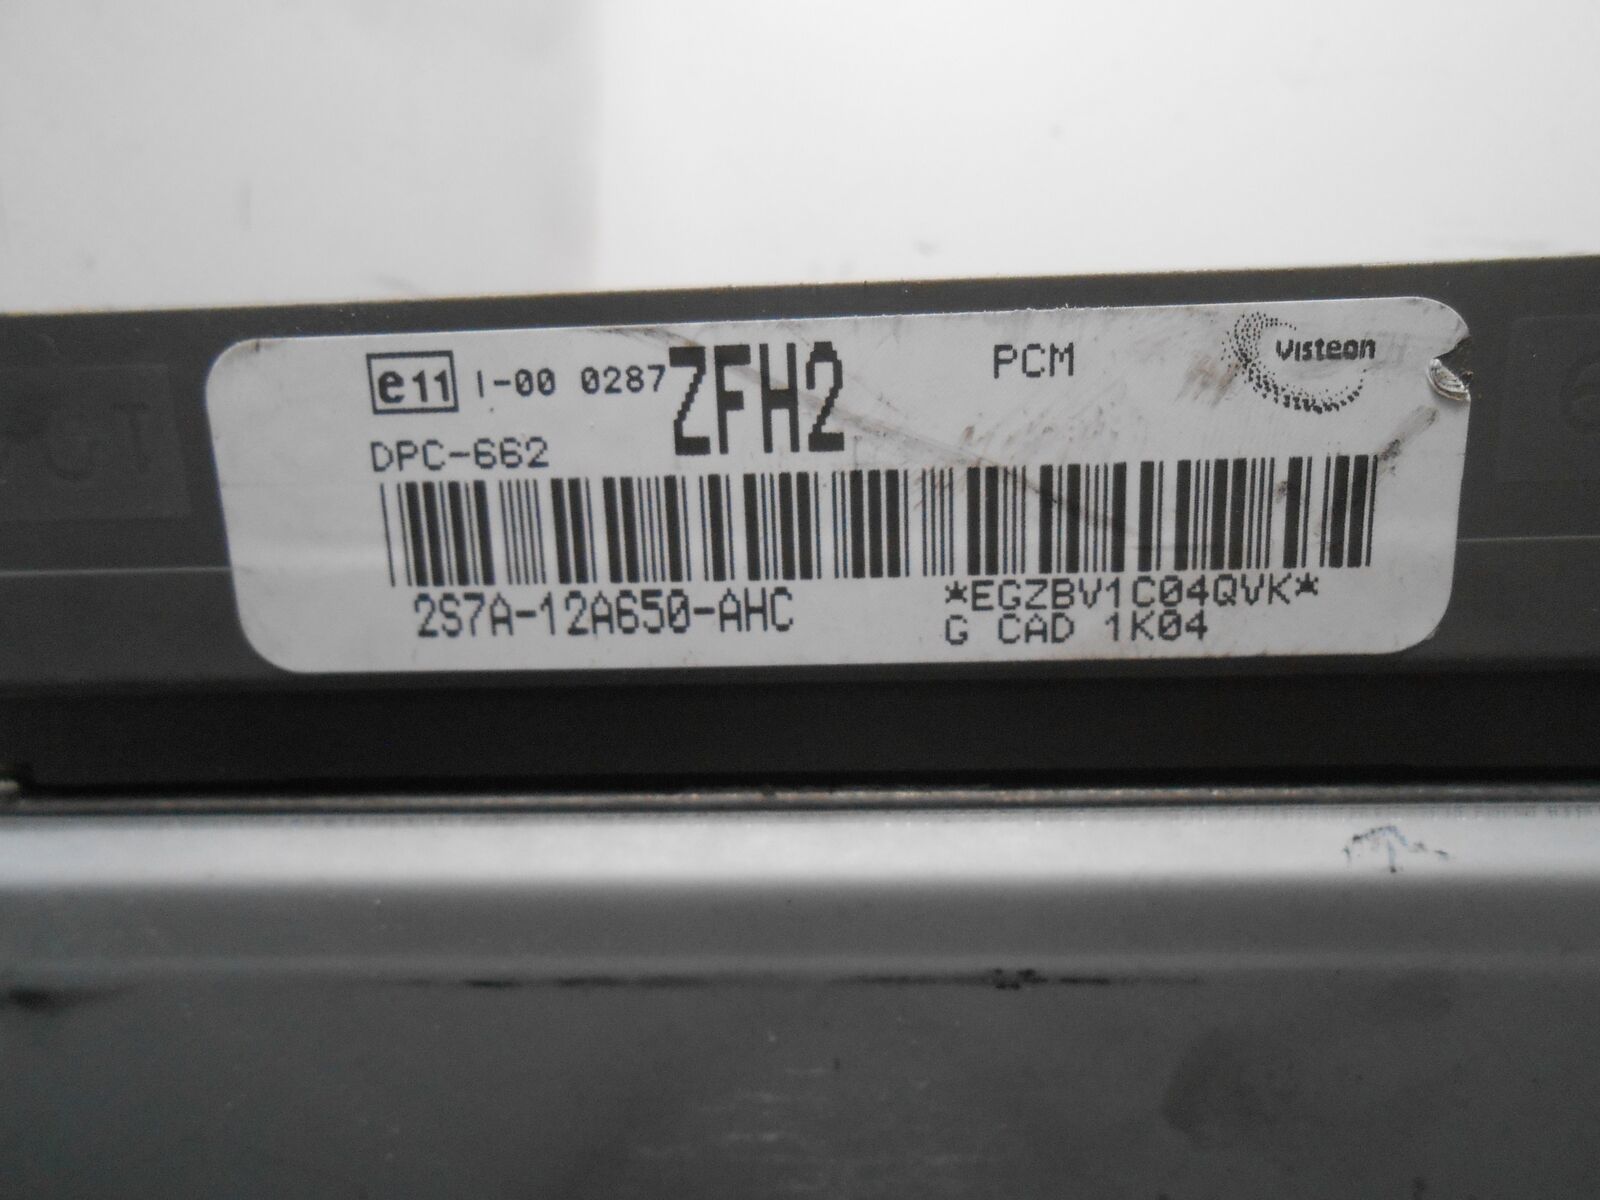 e11 I-00 0287 ZFH2 PCM Visteon
DPC-662
2S7A-12A650-AHC *EGZBV1C04QVK*
G CAD 1K04